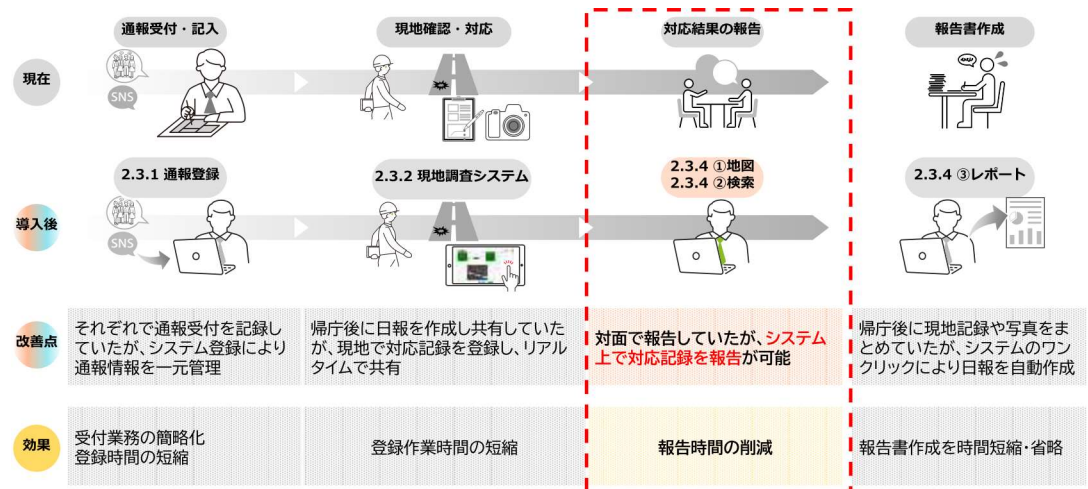 通報受付・記入
現地確認・対応
対応結果の報告
報告書作成
現在
SNS
2.3.1 通報登録
2.3.2 現地調査システム
2.3.4 ①地図
2.3.4 ②検索
2.3.4 ③レポート
導入後
SNS
改善点
それぞれで通報受付を記録し
ていたが、システム登録により
通報情報を一元管理
帰庁後に日報を作成し共有していた
が、現地で対応記録を登録し、リアル
タイムで共有
対面で報告していたが、システム
上で対応記録を報告が可能
帰庁後に現地記録や写真をま
とめていたが、システムのワン
クリックにより日報を自動作成
効果
受付業務の簡略化
登録時間の短縮
登録作業時間の短縮
報告時間の削減
報告書作成を時間短縮・省略